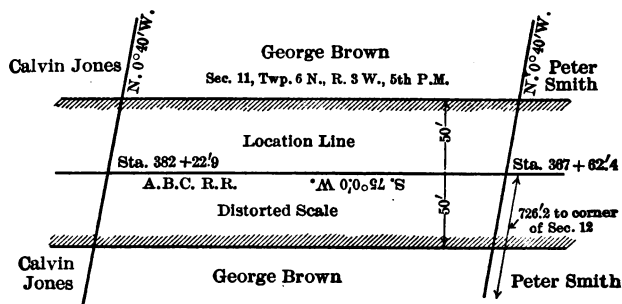 George Brown
Calvin Jones
N. 0°40'W.
Sec. 11, Twp. 6 N., R. 3 W., 5th P.M.
N. 0°40'W.
Peter
Smith
Location Line
50'
Sta. 382 + 22'.9
Sta. 367 + 62'.4
A.B.C. R.R.
S. 75°0'0 W.
Distorted Scale
50'
726'.2 to corner
of Sec. 12
Calvin
Jones
George Brown
Peter Smith